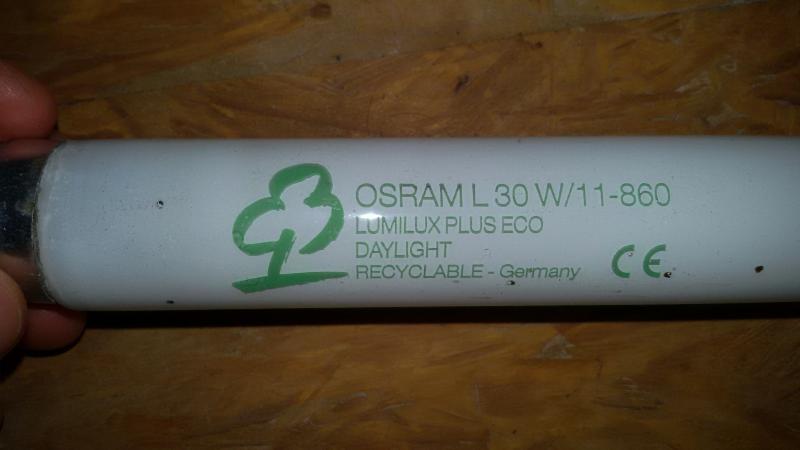 OSRAM L 30 W/11-860
LUMILUX PLUS ECO
DAYLIGHT
RECYCLABLE - Germany CE